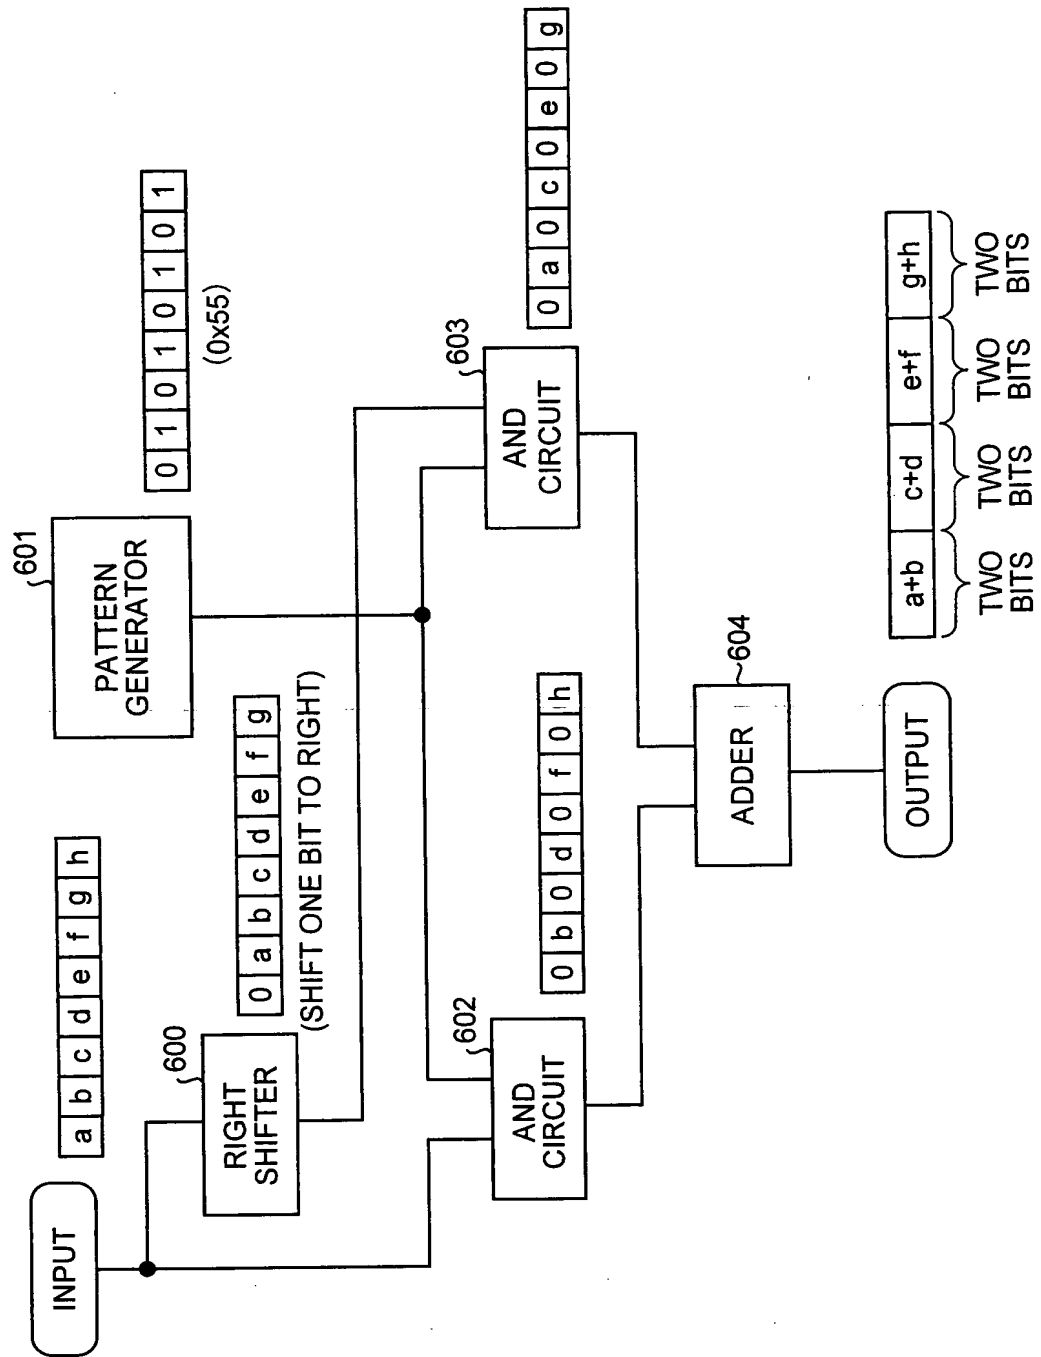 INPUT
a b c d e f g h
600
RIGHT
SHIFTER
0 a b c d e f g
(SHIFT ONE BIT TO RIGHT)
601
PATTERN
GENERATOR
0 1 0 1 0 1 0 1
(0x55)
602
AND
CIRCUIT
0 b 0 d 0 f 0 h
603
AND
CIRCUIT
0 a 0 c 0 e 0 g
604
ADDER
OUTPUT
a+b c+d e+f g+h
TWO
BITS
TWO
BITS
TWO
BITS
TWO
BITS